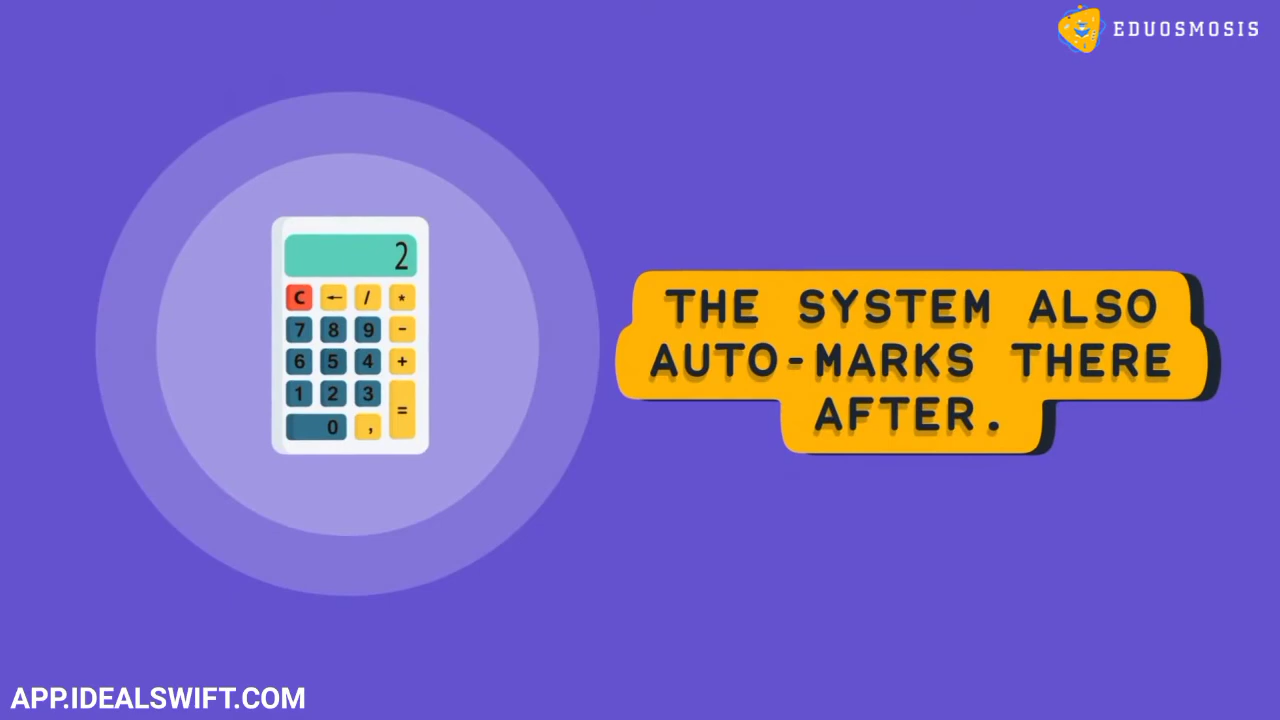 EDUOSMOSIS
2
C ← / *
7 8 9 -
6 5 4 +
1 2 3 =
0 ,
THE SYSTEM ALSO
AUTO-MARKS THERE
AFTER.
APP.IDEALSWIFT.COM